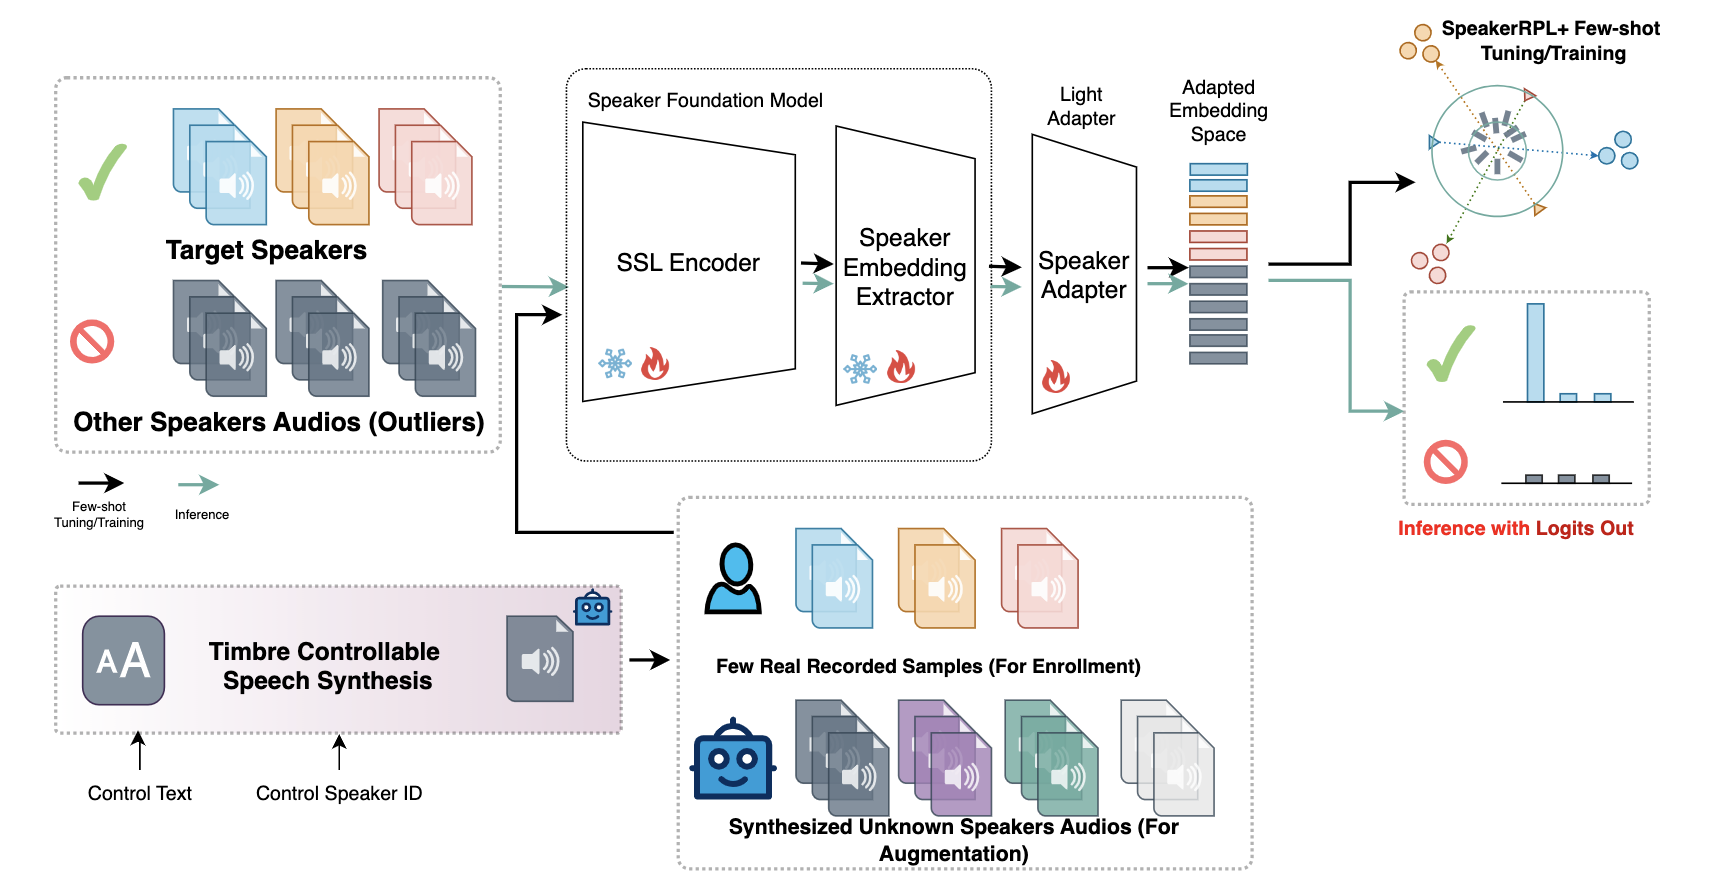 SpeakerRPL+ Few-shot
Tuning/Training
Speaker Foundation Model
Light
Adapter
Adapted
Embedding
Space
SSL Encoder
Speaker
Embedding
Extractor
Speaker
Adapter
Target Speakers
Other Speakers Audios (Outliers)
Few-shot
Tuning/Training
Inference
Inference with Logits Out
AA
Timbre Controllable
Speech Synthesis
Control Text
Control Speaker ID
Few Real Recorded Samples (For Enrollment)
Synthesized Unknown Speakers Audios (For
Augmentation)